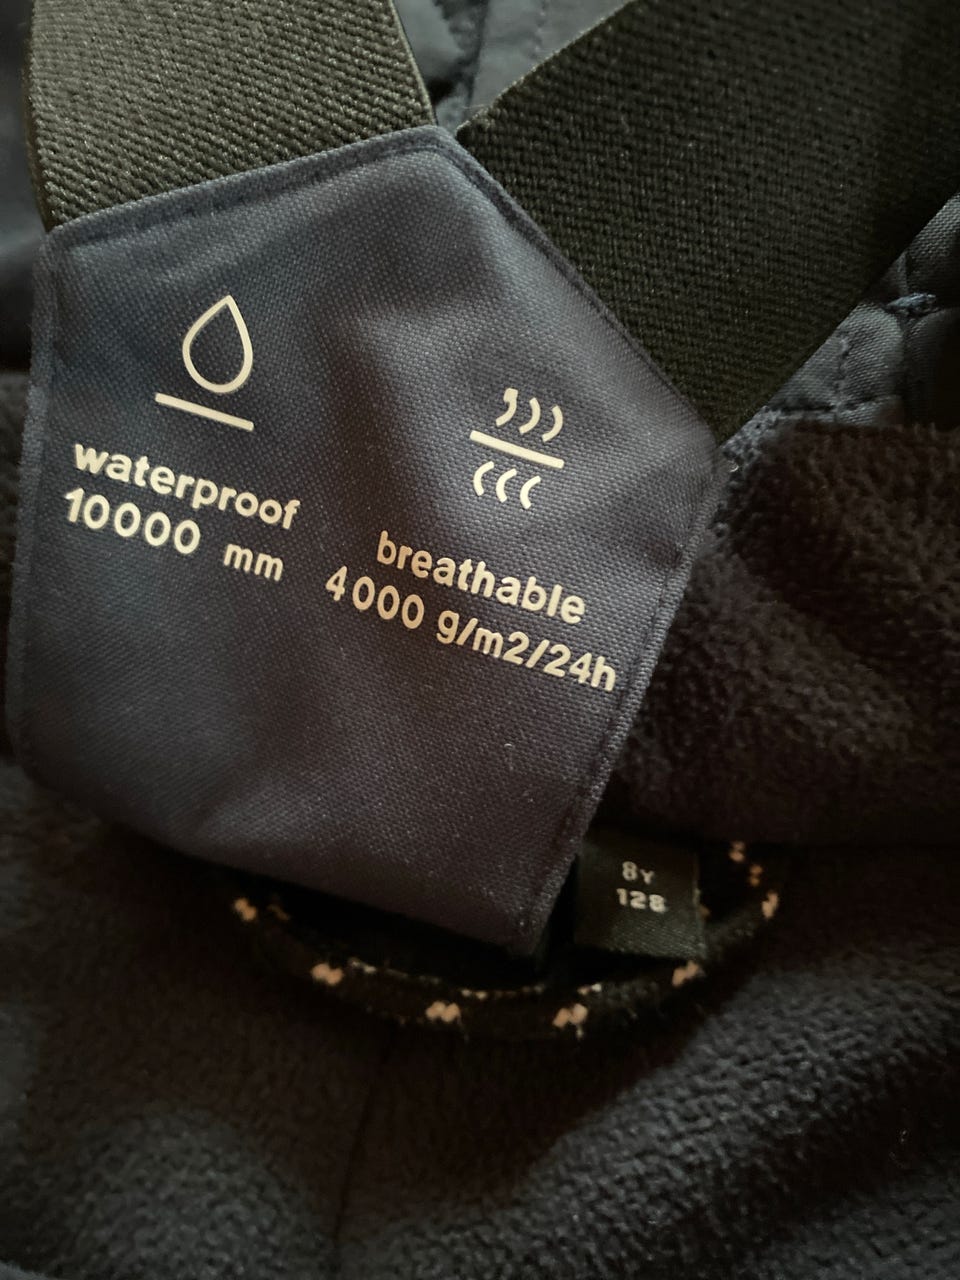 waterproof
10000 mm
breathable
4000 g/m2/24h
8Y
128